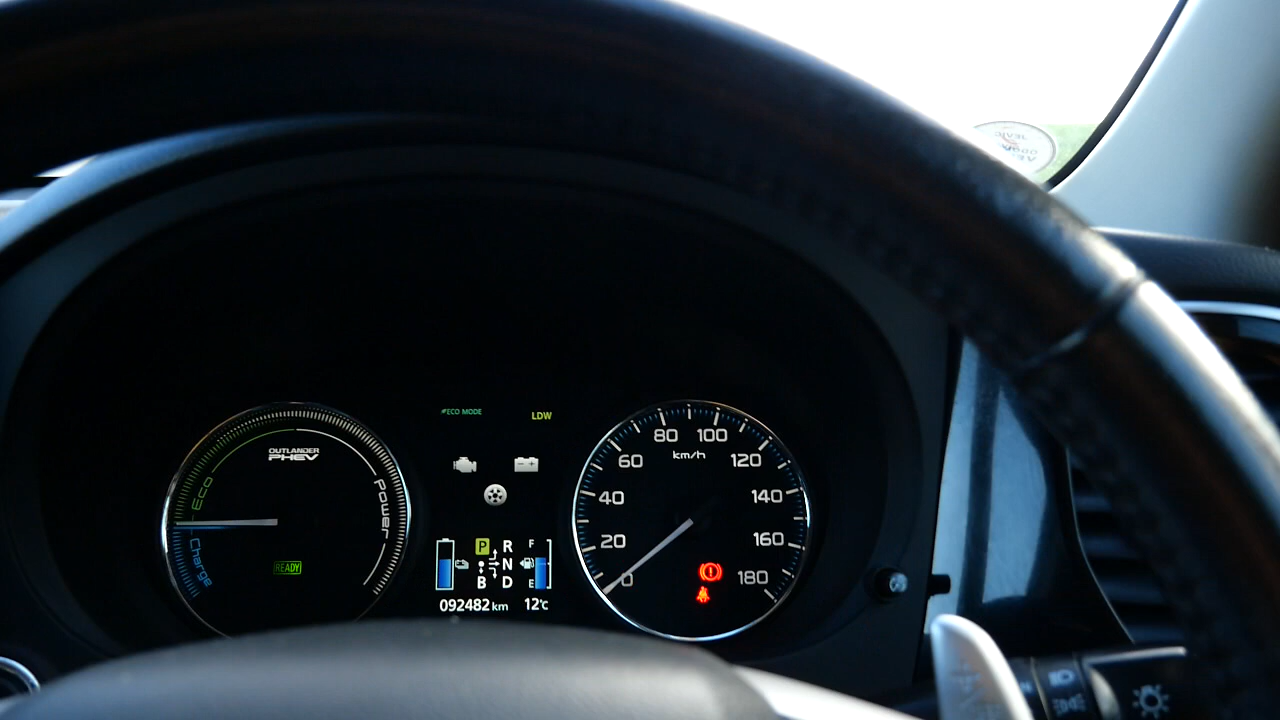 ECO MODE
LDW
OUTLANDER
PHEV
Eco
Power
Charge
READY
P
R
N
B
D
F
E
092482 km
12°C
80
100
km/h
60
120
40
140
20
160
0
180